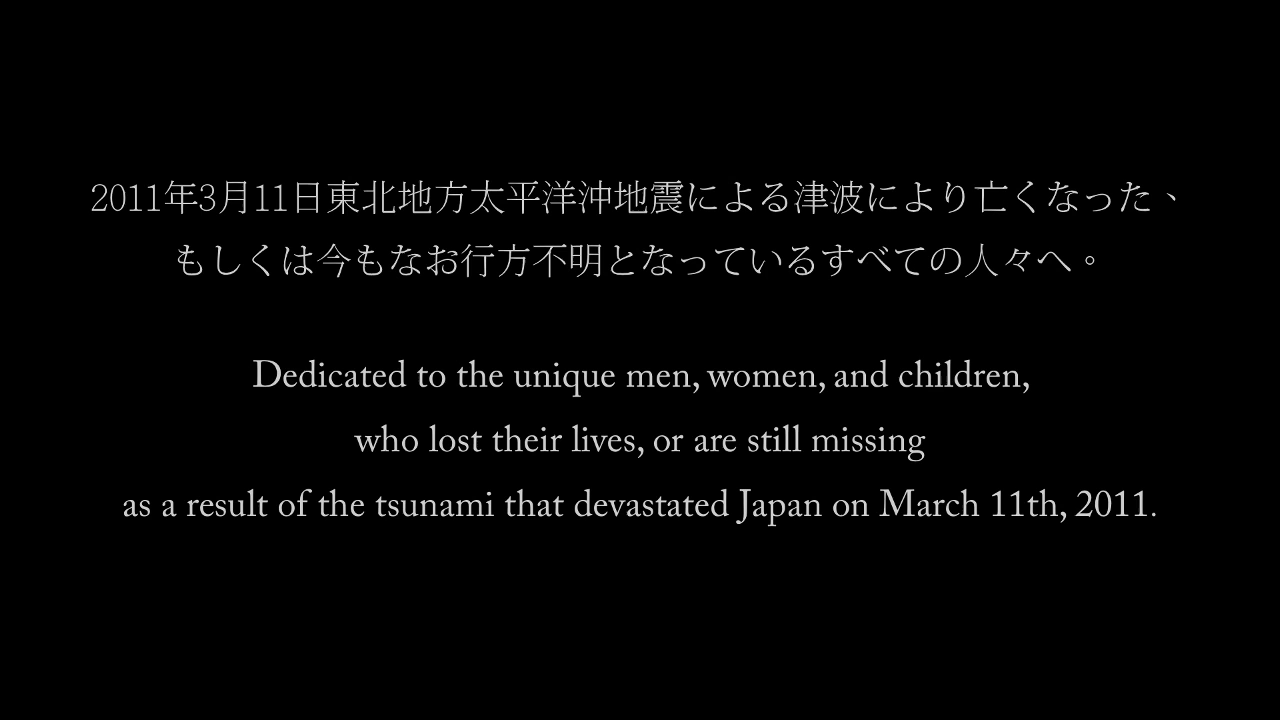 2011年3月11日東北地方太平洋沖地震による津波により亡くなった、
もしくは今もなお行方不明となっているすべての人々へ。
Dedicated to the unique men, women, and children,
who lost their lives, or are still missing
as a result of the tsunami that devastated Japan on March 11th, 2011.